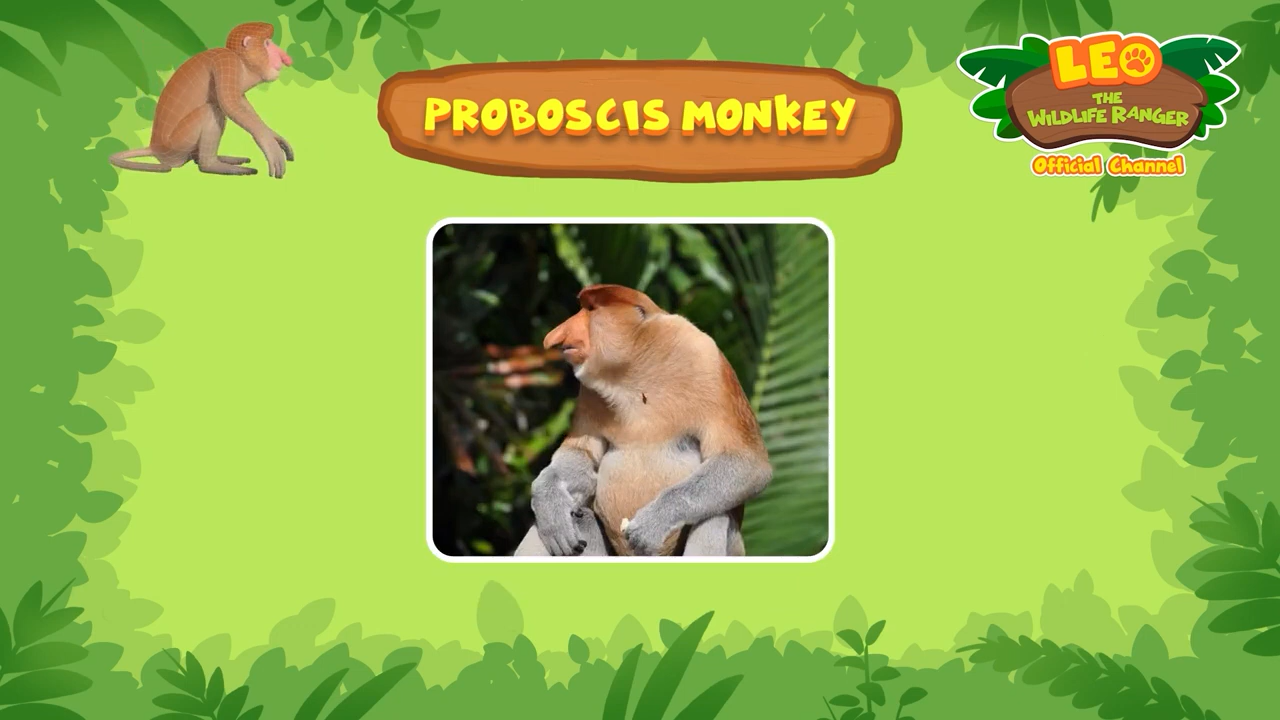 PROBOSCIS MONKEY
LEO
THE
WILDLIFE RANGER
Official Channel